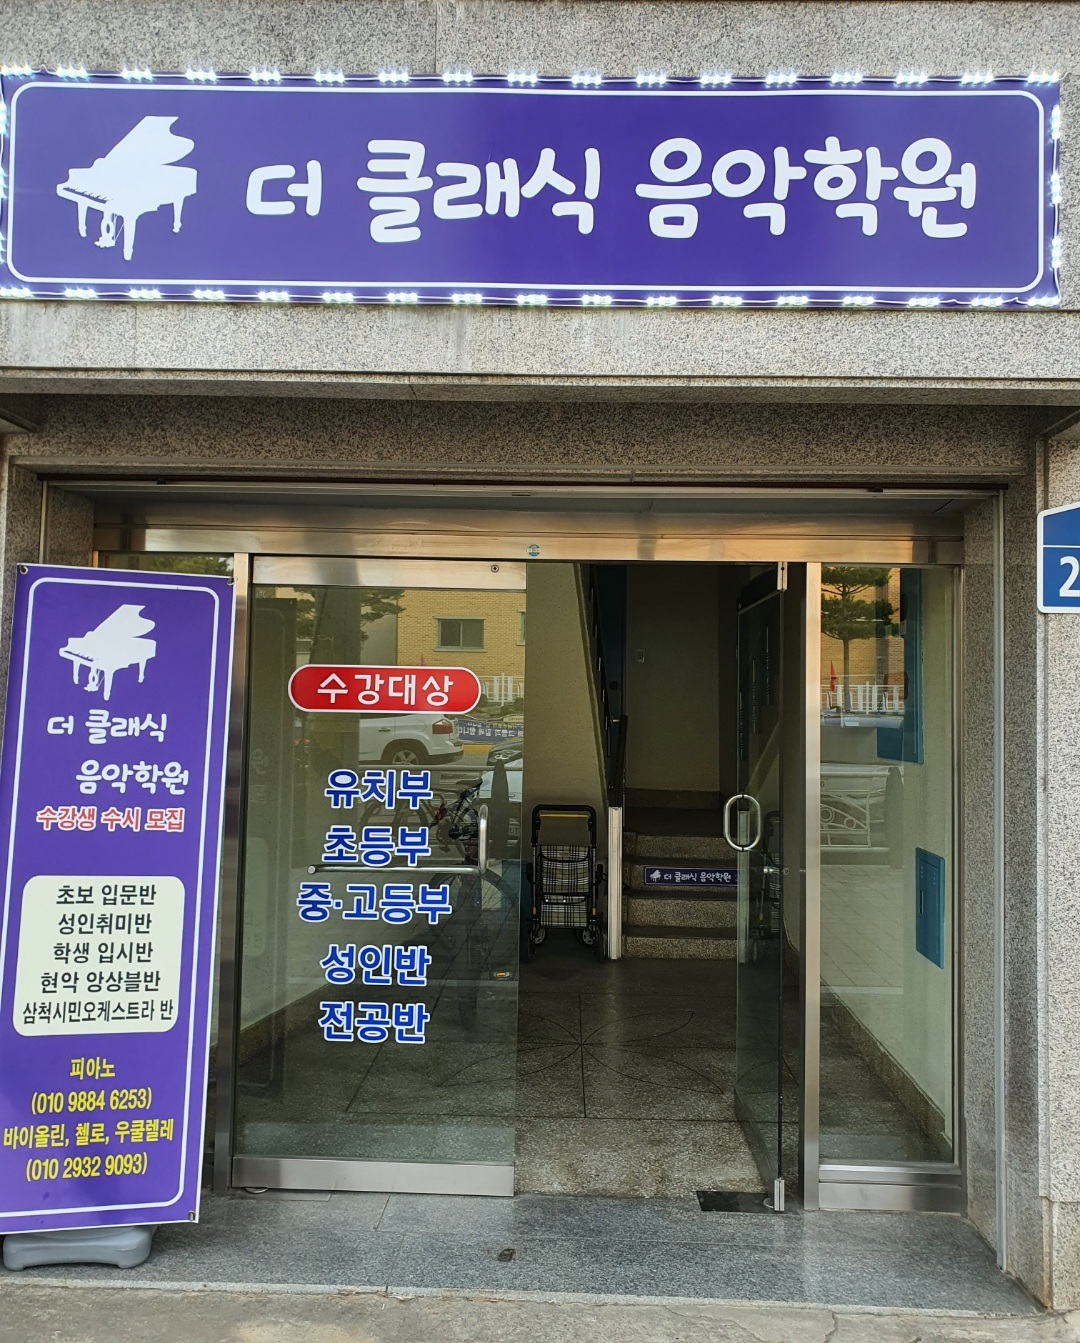 더 클래식 음악학원
더 클래식
음악학원
수강생 수시 모집
초보 입문반
성인취미반
학생 입시반
현악 앙상블반
삼척시민오케스트라 반
피아노
(010 9884 6253)
바이올린, 첼로, 우쿨렐레
(010 2932 9093)
수강대상
유치부
초등부
중·고등부
성인반
전공반
더 클래식 음악학원
2